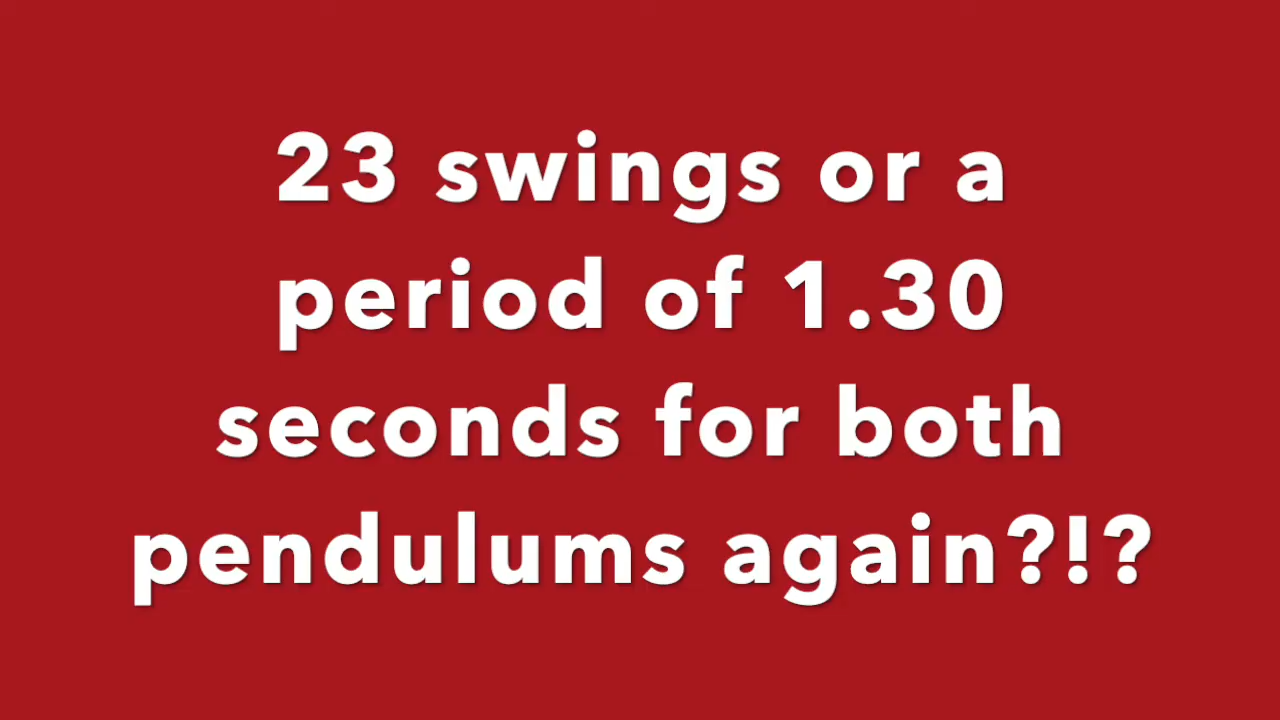 23 swings or a
period of 1.30
seconds for both
pendulums again?!?